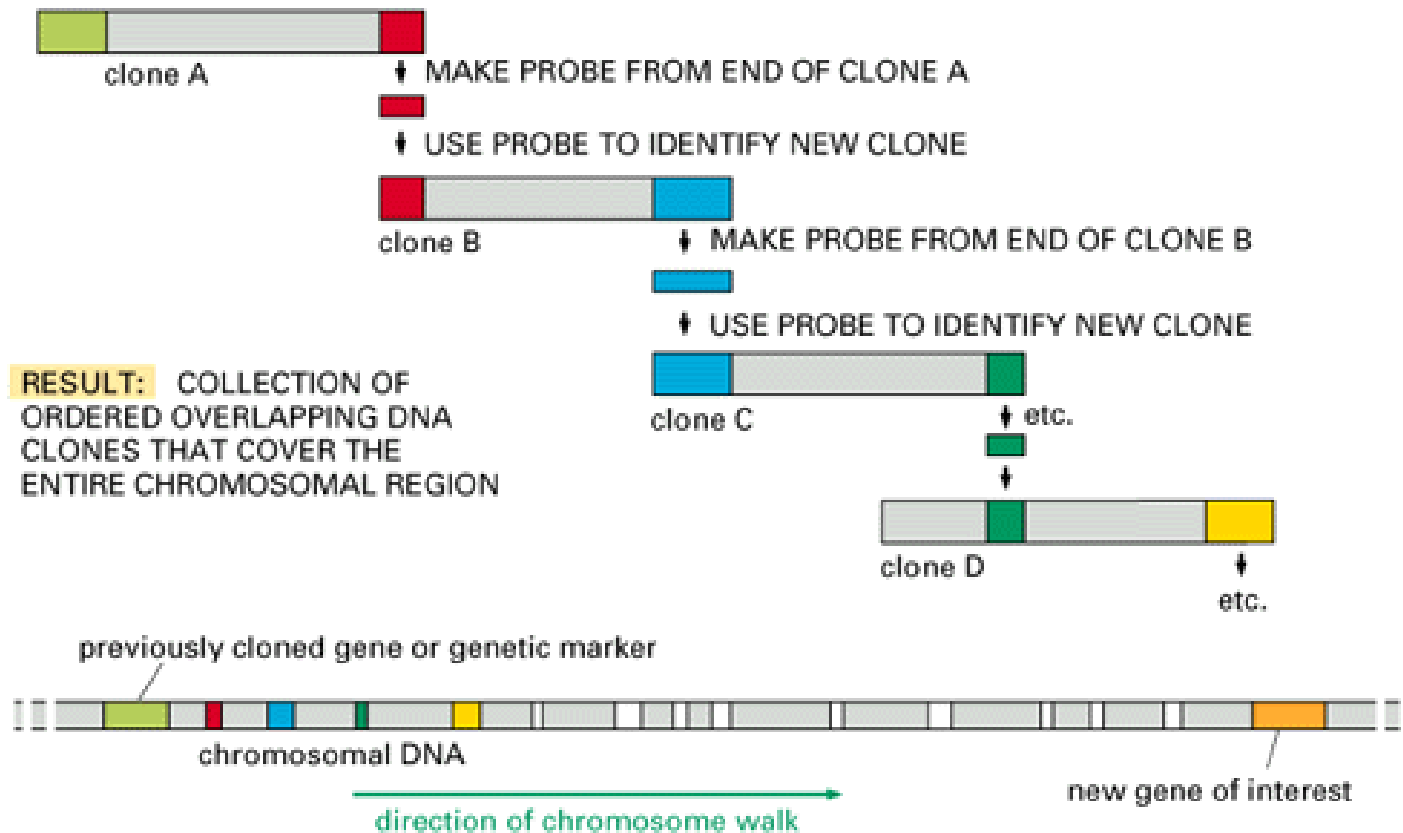 clone A
MAKE PROBE FROM END OF CLONE A
USE PROBE TO IDENTIFY NEW CLONE
clone B
MAKE PROBE FROM END OF CLONE B
USE PROBE TO IDENTIFY NEW CLONE
RESULT: COLLECTION OF
ORDERED OVERLAPPING DNA
CLONES THAT COVER THE
ENTIRE CHROMOSOMAL REGION
clone C
etc.
clone D
etc.
previously cloned gene or genetic marker
chromosomal DNA
new gene of interest
direction of chromosome walk